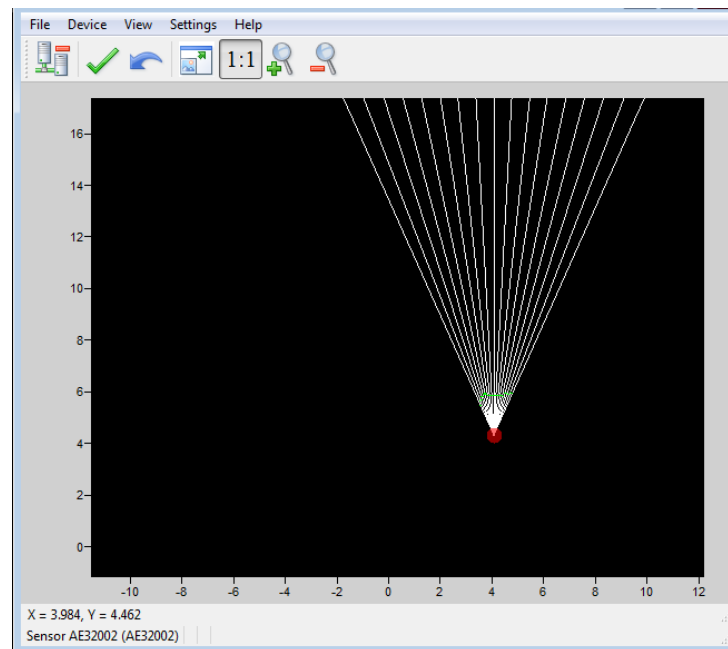 File Device View Settings Help
1:1
16
14
12
10
8
6
4
2
0
-10 -8 -6 -4 -2 0 2 4 6 8 10 12
X = 3.984, Y = 4.462
Sensor AE32002 (AE32002)